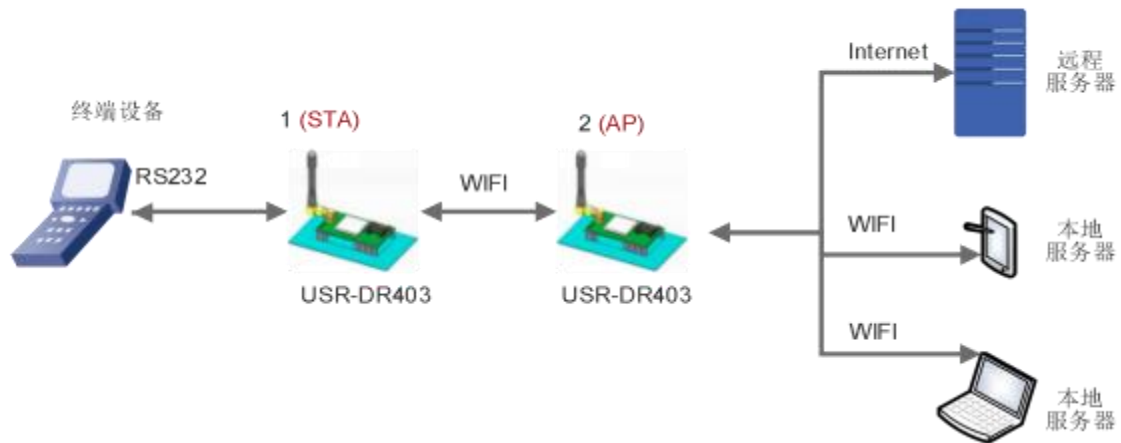 终端设备
RS232
1 (STA)
USR-DR403
WIFI
2 (AP)
USR-DR403
Internet
远程
服务器
WIFI
本地
服务器
WIFI
本地
服务器